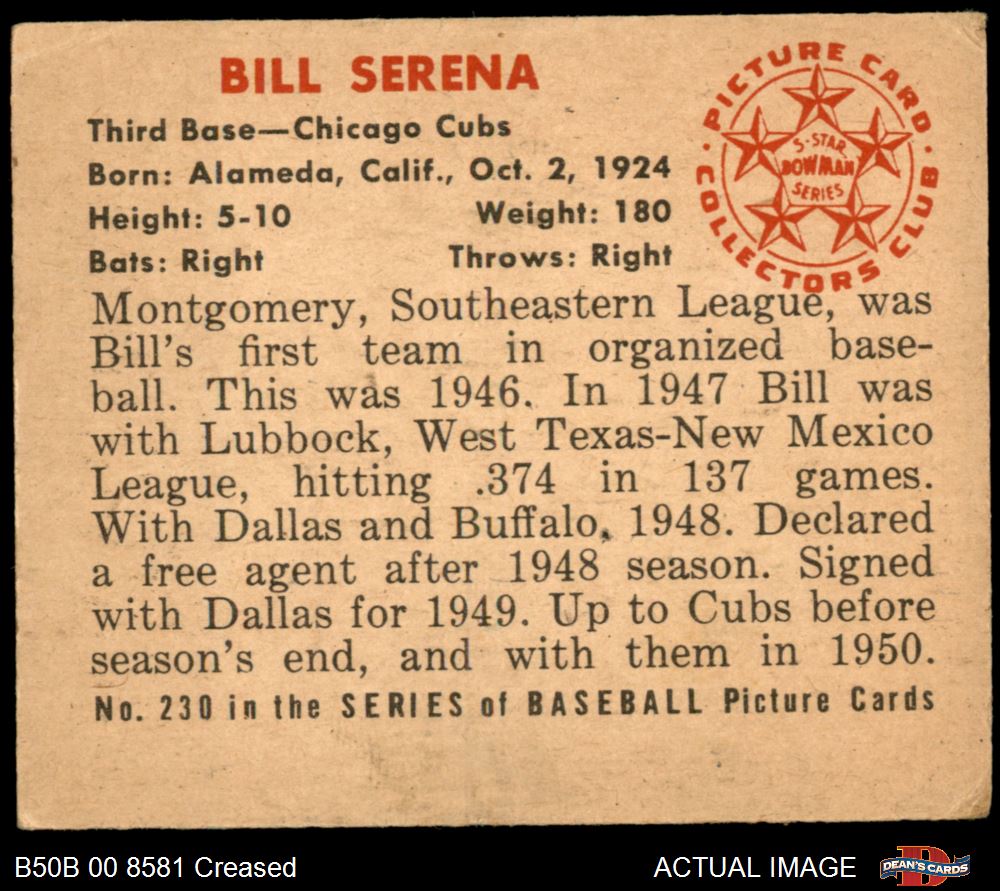 BILL SERENA
Third Base—Chicago Cubs
Born: Alameda, Calif., Oct. 2, 1924
Height: 5-10 Weight: 180
Bats: Right Throws: Right
PICTURE CARD COLLECTORS CLUB
5-STAR
BOWMAN
SERIES
Montgomery, Southeastern League, was
Bill's first team in organized base-
ball. This was 1946. In 1947 Bill was
with Lubbock, West Texas-New Mexico
League, hitting .374 in 137 games.
With Dallas and Buffalo, 1948. Declared
a free agent after 1948 season. Signed
with Dallas for 1949. Up to Cubs before
season's end, and with them in 1950.
No. 230 in the SERIES of BASEBALL Picture Cards
B50B 00 8581 Creased
ACTUAL IMAGE
DEAN'S CARDS